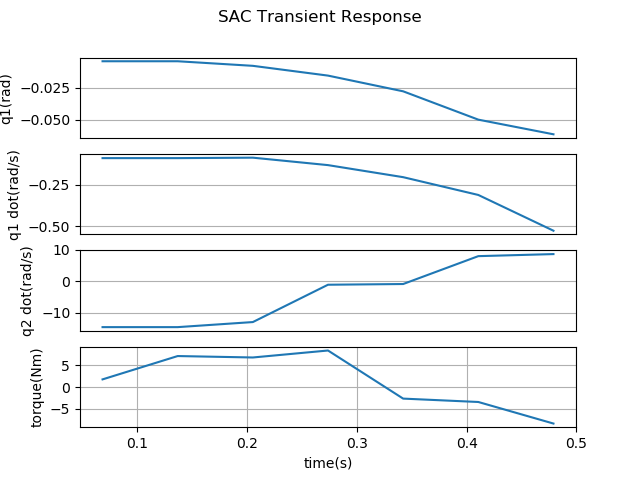 SAC Transient Response
−0.025
−0.050
q1(rad)
−0.25
−0.50
q1 dot(rad/s)
10
0
−10
q2 dot(rad/s)
5
0
−5
torque(Nm)
0.1 0.2 0.3 0.4 0.5
time(s)